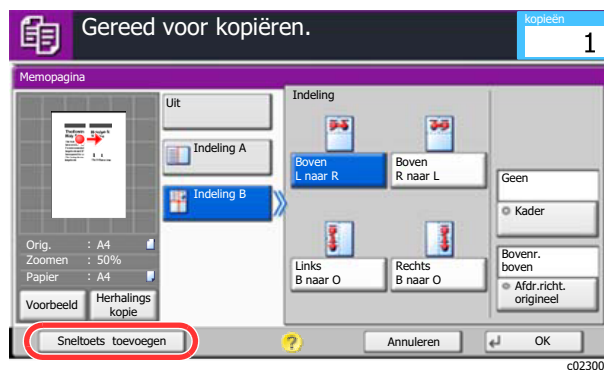 Gereed voor kopiëren.
kopieën
1
Memopagina
Uit
Indeling A
Indeling B
Indeling
Boven
L naar R
Boven
R naar L
Links
B naar O
Rechts
B naar O
Geen
Kader
Bovenr.
boven
Afdr.richt.
origineel
Orig. : A4
Zoomen : 50%
Papier : A4
Voorbeeld
Herhalings
kopie
Sneltoets toevoegen
?
Annuleren
OK
c02300